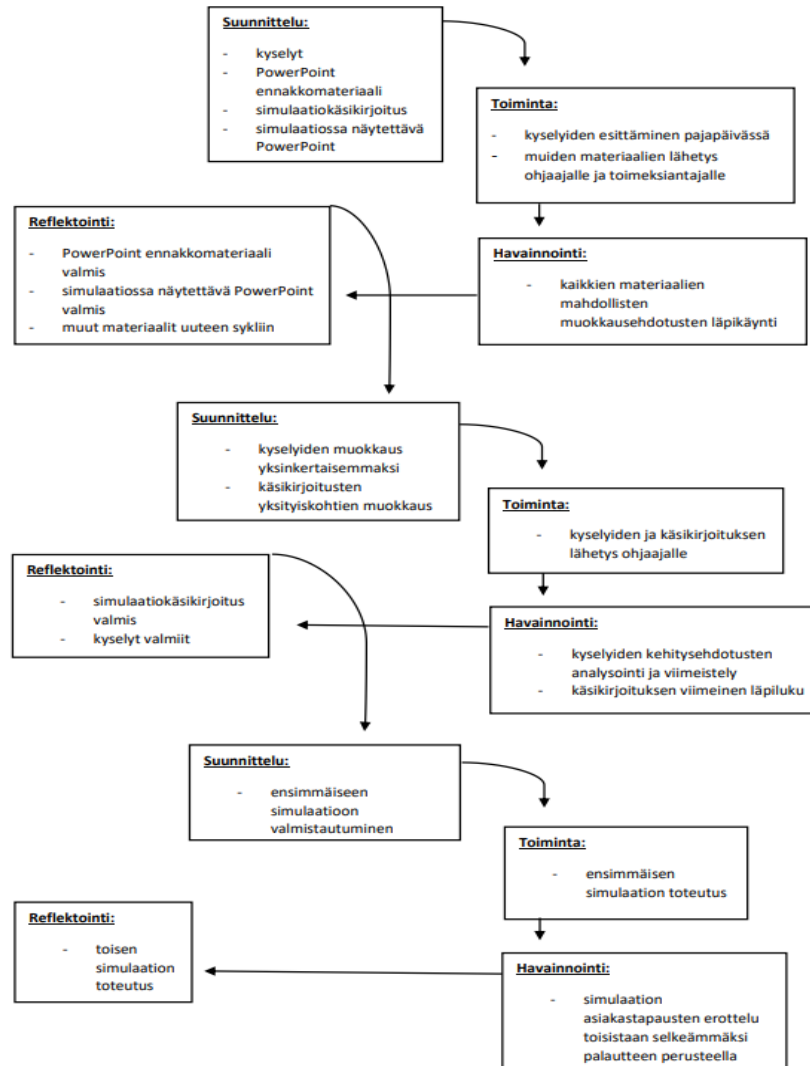 Suunnittelu:
- kyselyt
- PowerPoint
ennakkomateriaali
- simulaatiokäsikirjoitus
- simulaatiossa näytettävä
PowerPoint
Toiminta:
- kyselyiden esittäminen pajapäivässä
- muiden materiaalien lähetys
ohjaajalle ja toimeksiantajalle
Havainnointi:
- kaikkien materiaalien
mahdollisten
muokkausehdotusten läpikäynti
Reflektointi:
- PowerPoint ennakkomateriaali
valmis
- simulaatiossa näytettävä PowerPoint
valmis
- muut materiaalit uuteen sykliin
Suunnittelu:
- kyselyiden muokkaus
yksinkertaisemmaksi
- käsikirjoitusten
yksityiskohtien muokkaus
Toiminta:
- kyselyiden ja käsikirjoituksen
lähetys ohjaajalle
Havainnointi:
- kyselyiden kehitysehdotusten
analysointi ja viimeistely
- käsikirjoituksen viimeinen läpiluku
Reflektointi:
- simulaatiokäsikirjoitus
valmis
- kyselyt valmiit
Suunnittelu:
- ensimmäiseen
simulaatioon
valmistautuminen
Toiminta:
- ensimmäisen
simulaation toteutus
Havainnointi:
- simulaation
asiakastapausten erottelu
toisistaan selkeämmäksi
palautteen perusteella
Reflektointi:
- toisen
simulaation
toteutus